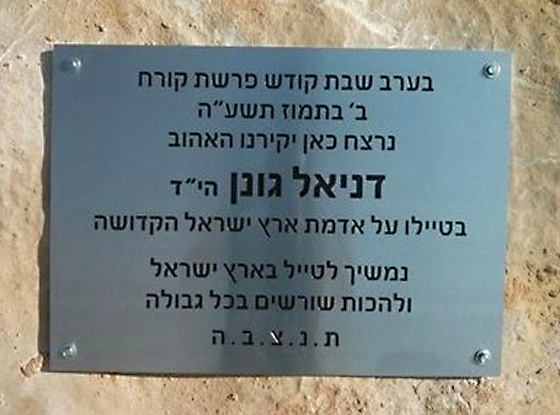 בערב שבת קודש פרשת קורח
ב׳ בתמוז תשע״ה
נרצח כאן יקירנו האהוב
דניאל גונן הי״ד
בטיילו על אדמת ארץ ישראל הקדושה
נמשיך לטייל בארץ ישראל
ולהכות שורשים בכל גבולה
ת.נ.צ.ב.ה